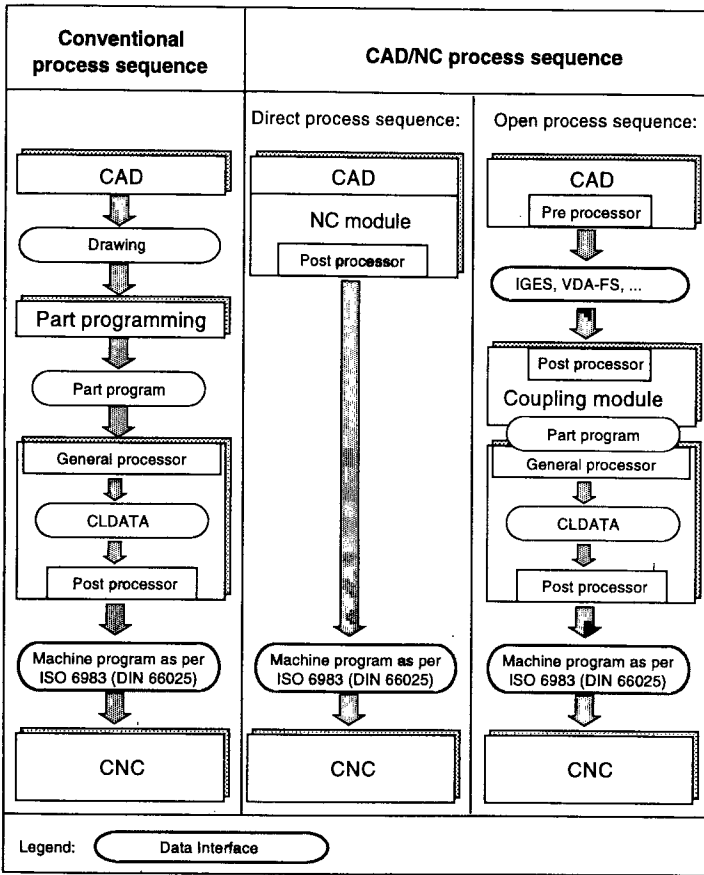 Conventional
process sequence
CAD/NC process sequence
CAD
Drawing
Part programming
Part program
General processor
CLDATA
Post processor
Machine program as per
ISO 6983 (DIN 66025)
CNC
Direct process sequence:
CAD
NC module
Post processor
Machine program as per
ISO 6983 (DIN 66025)
CNC
Open process sequence:
CAD
Pre processor
IGES, VDA-FS, ...
Post processor
Coupling module
Part program
General processor
CLDATA
Post processor
Machine program as per
ISO 6983 (DIN 66025)
CNC
Legend:
Data Interface